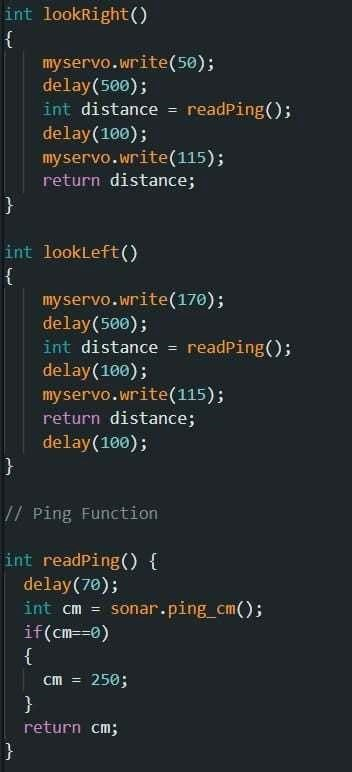 int lookRight()
{
myservo.write(50);
delay(500);
int distance = readPing();
delay(100);
myservo.write(115);
return distance;
}
int lookLeft()
{
myservo.write(170);
delay(500);
int distance = readPing();
delay(100);
myservo.write(115);
return distance;
delay(100);
}
// Ping Function
int readPing() {
delay(70);
int cm = sonar.ping_cm();
if(cm==0)
{
cm = 250;
}
return cm;
}